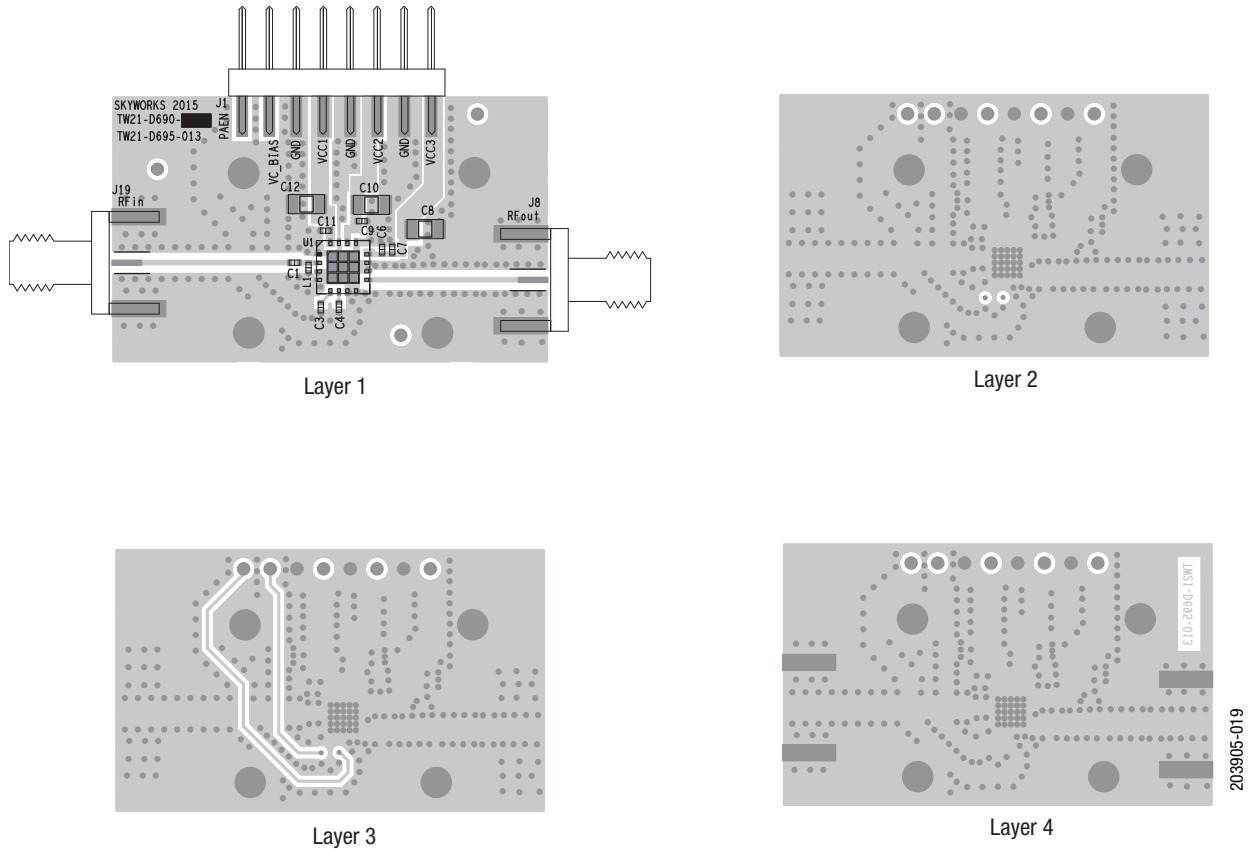 SKYWORKS 2015
TW21-D690-
TW21-D695-013
J1
PAEN
VC_BIAS
GND
VCC1
GND
VCC2
GND
VCC3
J19
RFin
J8
RFout
C12
C10
C8
C11
C9
C6
C7
U1
C1
L1
C3
C4
Layer 1
Layer 2
Layer 3
TW21-D695-013
Layer 4
203905-019